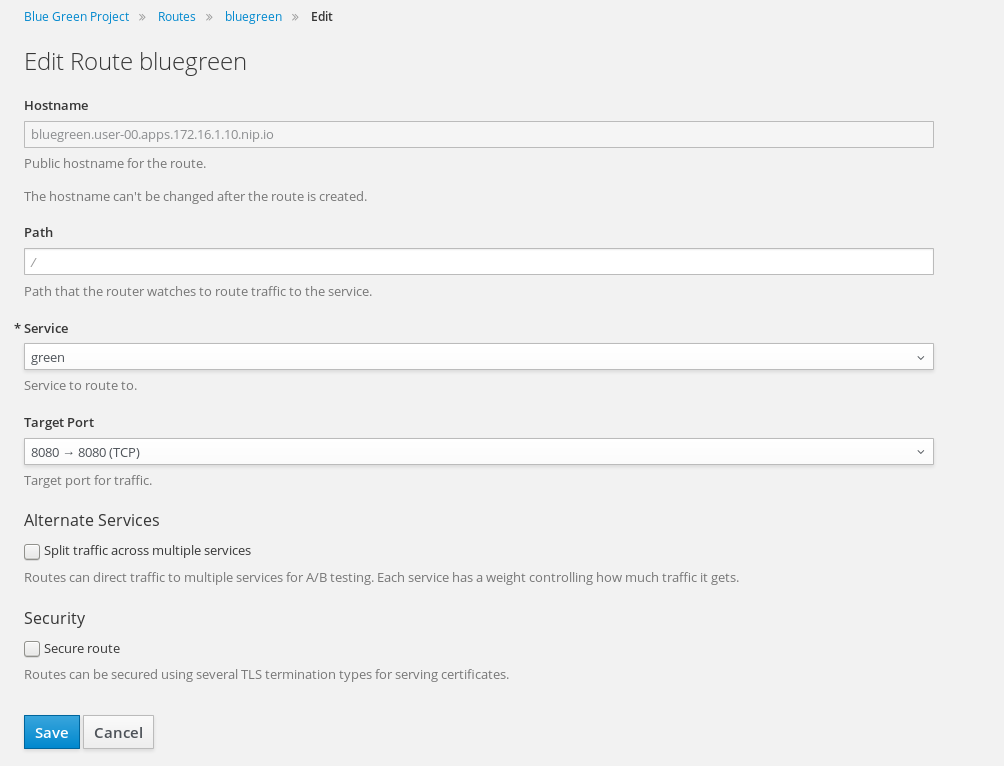 Blue Green Project » Routes » bluegreen » Edit
Edit Route bluegreen
Hostname
bluegreen.user-00.apps.172.16.1.10.nip.io
Public hostname for the route.
The hostname can't be changed after the route is created.
Path
/
Path that the router watches to route traffic to the service.
* Service
green
Service to route to.
Target Port
8080 → 8080 (TCP)
Target port for traffic.
Alternate Services
Split traffic across multiple services
Routes can direct traffic to multiple services for A/B testing. Each service has a weight controlling how much traffic it gets.
Security
Secure route
Routes can be secured using several TLS termination types for serving certificates.
Save Cancel